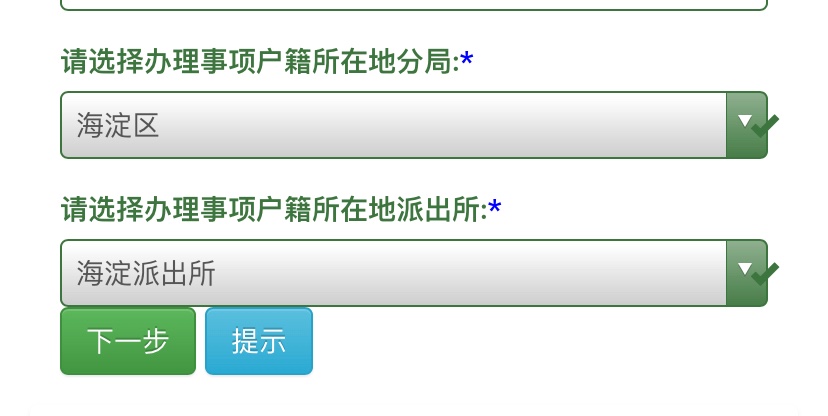 请选择办理事项户籍所在地分局:*
海淀区
请选择办理事项户籍所在地派出所:*
海淀派出所
下一步 提示